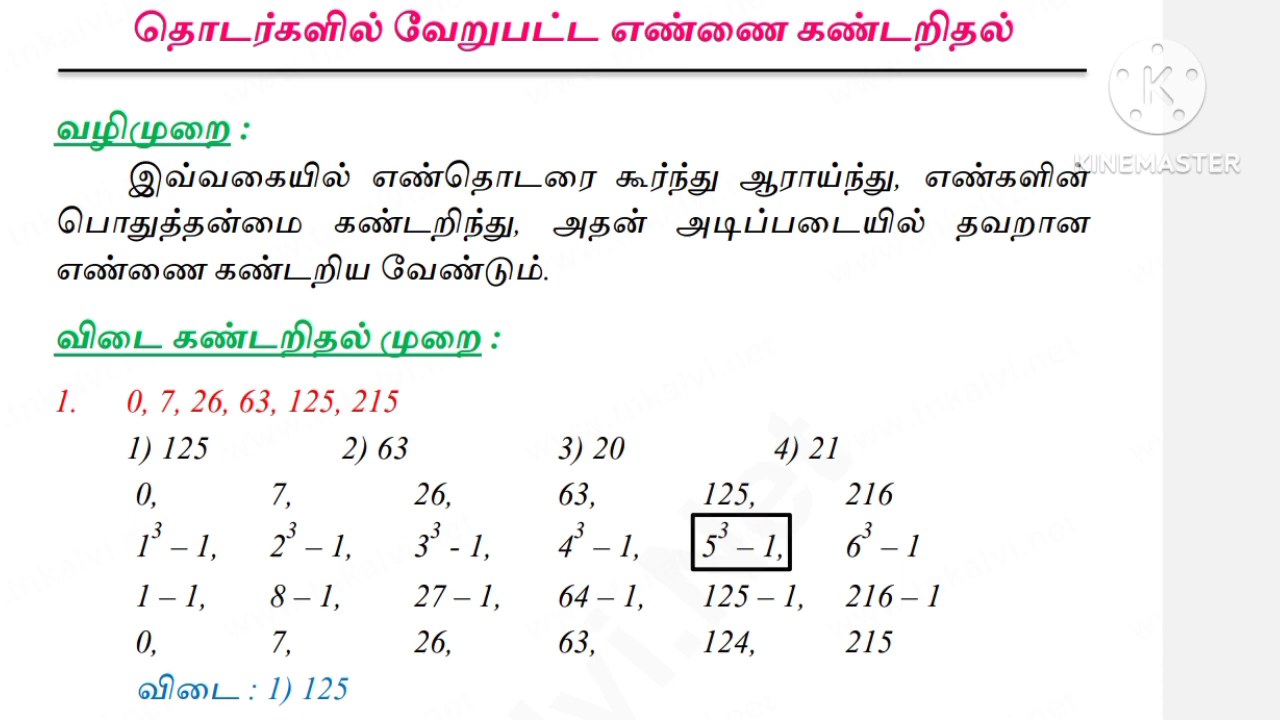 தொடர்களில் வேறுபட்ட எண்ணை கண்டறிதல்
வழிமுறை :
இவ்வகையில் எண்தொடரை கூர்ந்து ஆராய்ந்து, எண்களின்
பொதுத்தன்மை கண்டறிந்து, அதன் அடிப்படையில் தவறான
எண்ணை கண்டறிய வேண்டும்.
விடை கண்டறிதல் முறை :
1. 0, 7, 26, 63, 125, 215
1) 125 2) 63 3) 20 4) 21
0, 7, 26, 63, 125, 216
1³ – 1, 2³ – 1, 3³ - 1, 4³ – 1, 5³ – 1, 6³ – 1
1 – 1, 8 – 1, 27 – 1, 64 – 1, 125 – 1, 216 – 1
0, 7, 26, 63, 124, 215
விடை : 1) 125
K
KINEMASTER